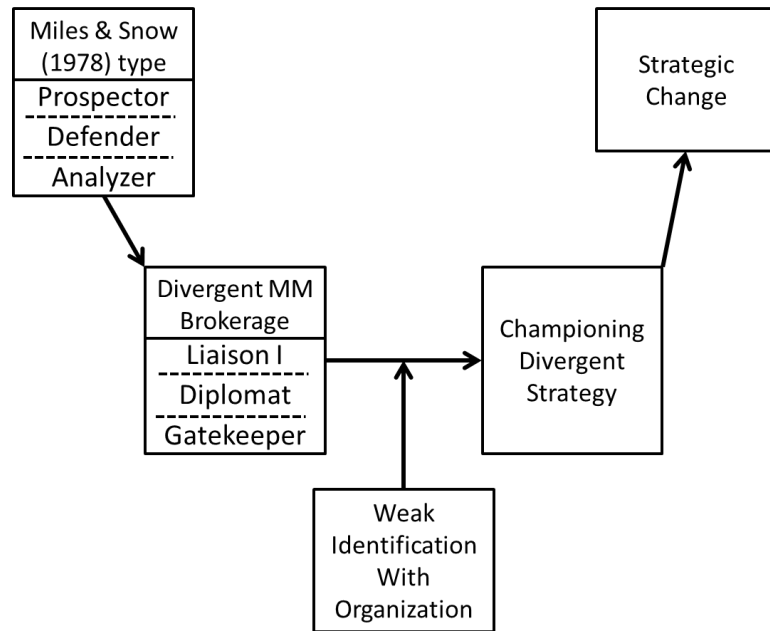 Miles & Snow
(1978) type
Prospector
Defender
Analyzer
Strategic
Change
Divergent MM
Brokerage
Liaison I
Diplomat
Gatekeeper
Championing
Divergent
Strategy
Weak
Identification
With
Organization